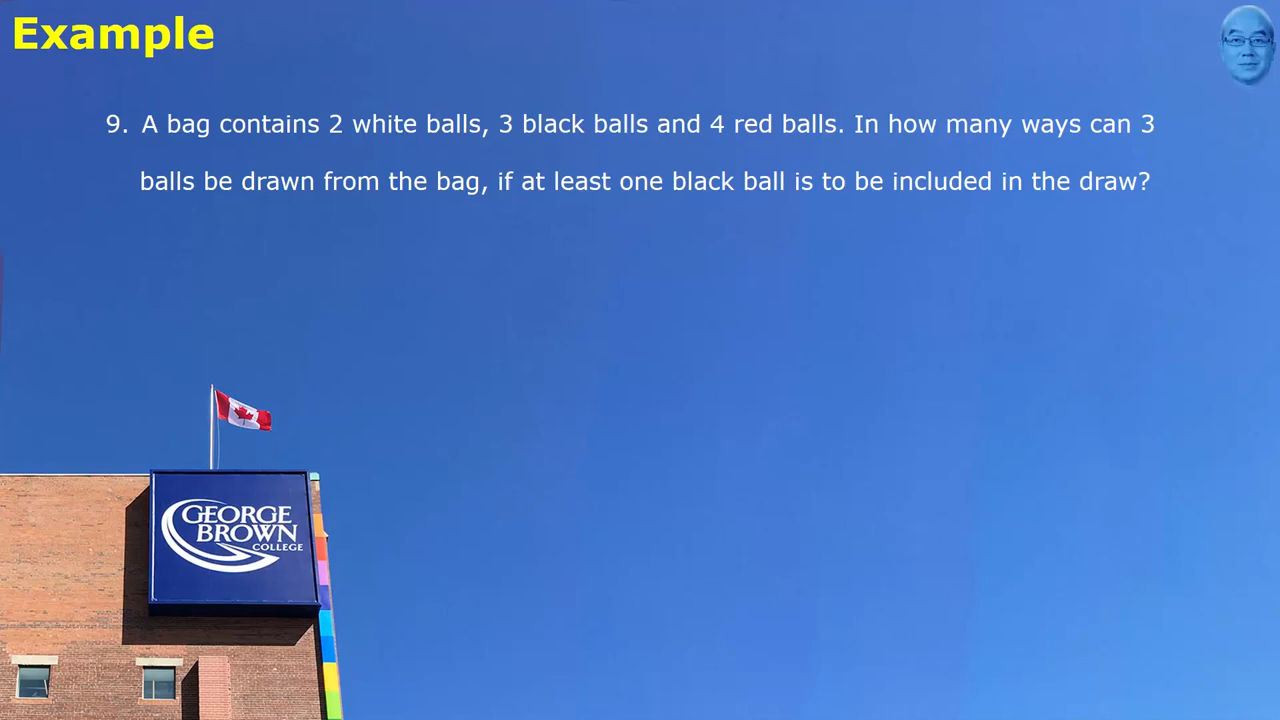 Example
9. A bag contains 2 white balls, 3 black balls and 4 red balls. In how many ways can 3
balls be drawn from the bag, if at least one black ball is to be included in the draw?
GEORGE
BROWN
COLLEGE